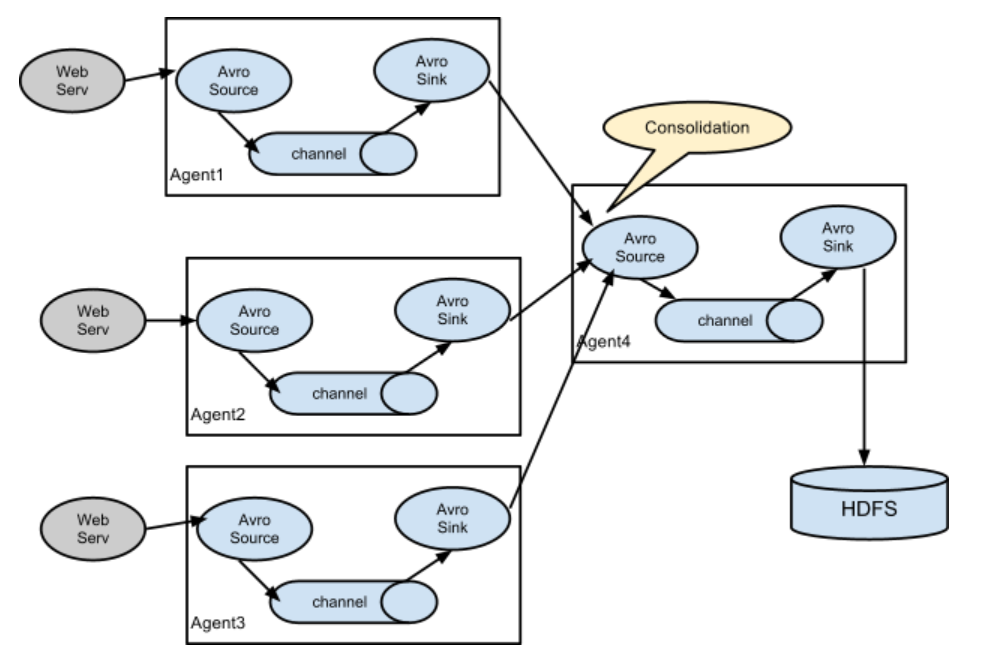 Web
Serv
Avro
Source
Avro
Sink
channel
Agent1
Consolidation
Avro
Source
Avro
Sink
channel
Agent4
Web
Serv
Avro
Source
Avro
Sink
channel
Agent2
HDFS
Web
Serv
Avro
Source
Avro
Sink
channel
Agent3